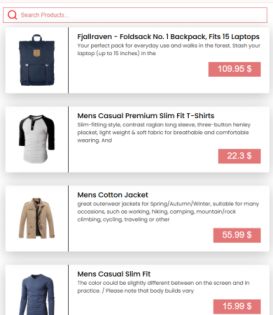 Search Products...
Fjallraven - Foldsack No. 1 Backpack, Fits 15 Laptops
Your perfect pack for everyday use and walks in the forest. Stash your
laptop (up to 15 inches) in the
109.95 $
Mens Casual Premium Slim Fit T-Shirts
Slim-fitting style, contrast raglan long sleeve, three-button henley
placket, light weight & soft fabric for breathable and comfortable
wearing. And
22.3 $
Mens Cotton Jacket
great outerwear jackets for Spring/Autumn/Winter, suitable for many
occasions, such as working, hiking, camping, mountain/rock
climbing, cycling, traveling or other
55.99 $
Mens Casual Slim Fit
The color could be slightly different between on the screen and in
practice. / Please note that body builds vary
15.99 $